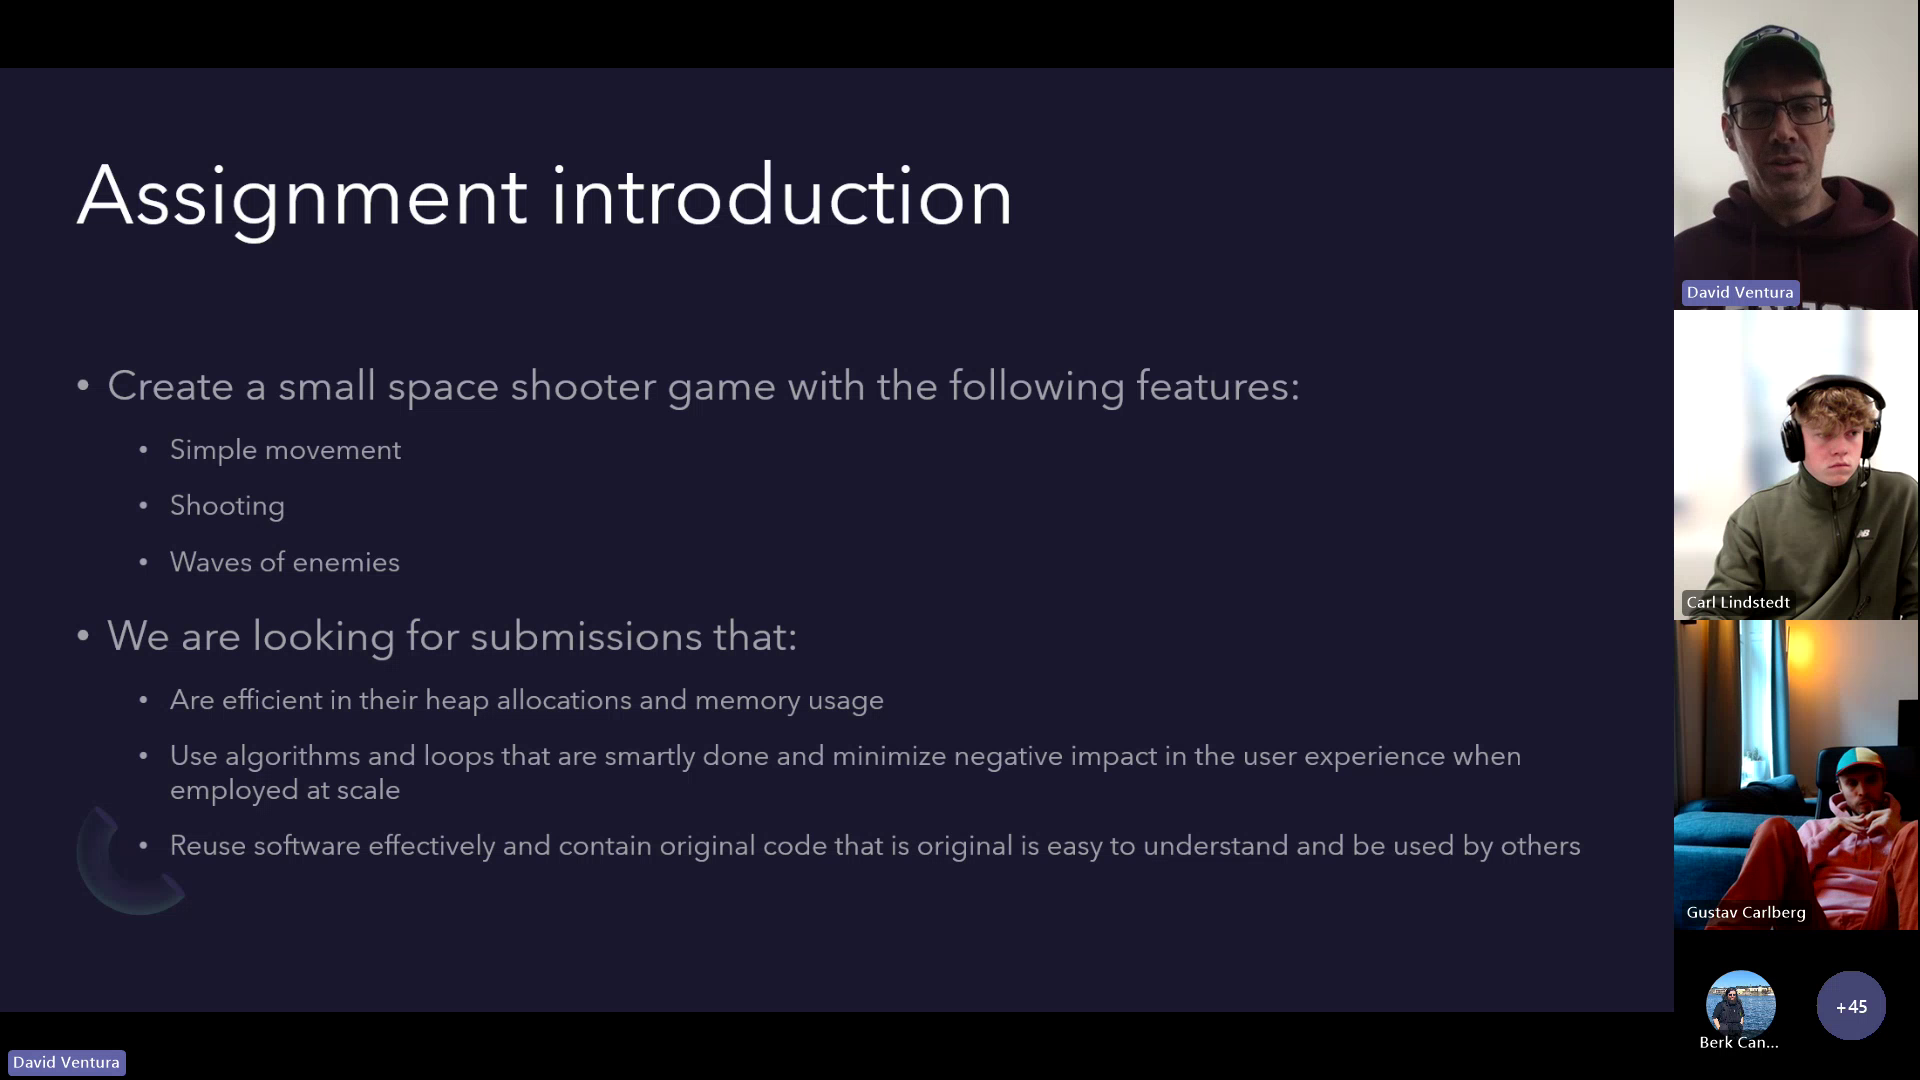 Assignment introduction
• Create a small space shooter game with the following features:
• Simple movement
• Shooting
• Waves of enemies
• We are looking for submissions that:
• Are efficient in their heap allocations and memory usage
• Use algorithms and loops that are smartly done and minimize negative impact in the user experience when
employed at scale
• Reuse software effectively and contain original code that is original is easy to understand and be used by others
David Ventura
David Ventura
Carl Lindstedt
NB
Gustav Carlberg
Berk Can...
+45